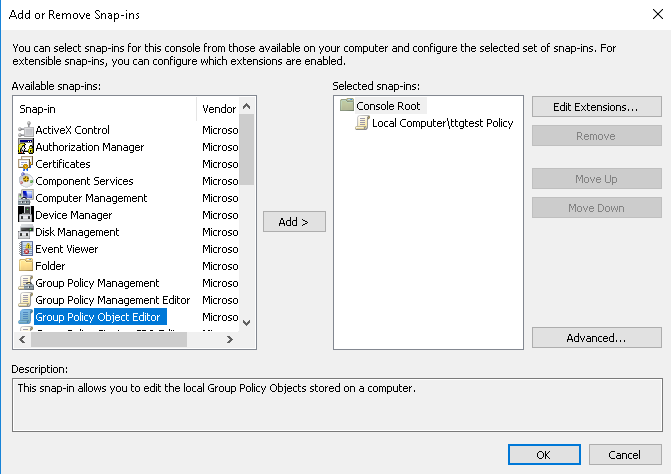 Add or Remove Snap-ins
You can select snap-ins for this console from those available on your computer and configure the selected set of snap-ins. For
extensible snap-ins, you can configure which extensions are enabled.
Available snap-ins:
Selected snap-ins:
Snap-in Vendor
ActiveX Control Microso
Authorization Manager Microso
Certificates Microso
Component Services Microso
Computer Management Microso
Device Manager Microso
Disk Management Microso
Event Viewer Microso
Folder Microso
Group Policy Management Microso
Group Policy Management Editor Microso
Group Policy Object Editor Microso
Add >
Console Root
Local Computer\ttgtest Policy
Edit Extensions...
Remove
Move Up
Move Down
Advanced...
Description:
This snap-in allows you to edit the local Group Policy Objects stored on a computer.
OK
Cancel